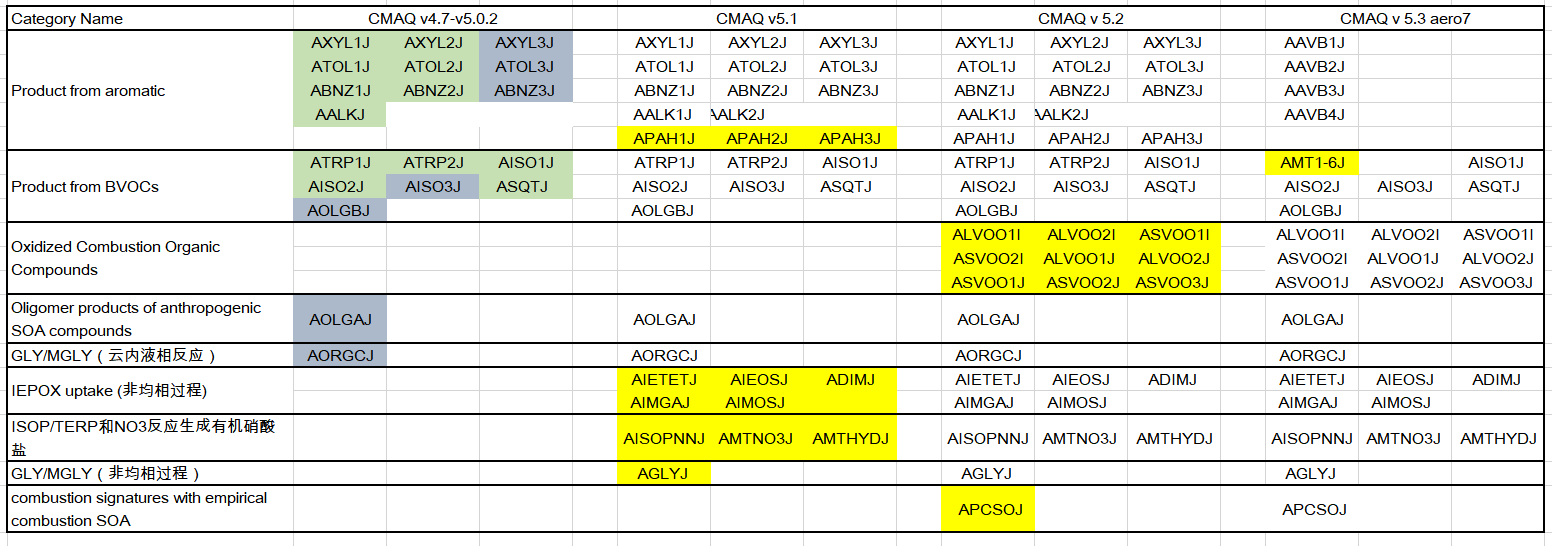 Category Name CMAQ v4.7-v5.0.2 CMAQ v5.1 CMAQ v 5.2 CMAQ v 5.3 aero7
AXYL1J AXYL2J AXYL3J AXYL1J AXYL2J AXYL3J AXYL1J AXYL2J AXYL3J AAVB1J
ATOL1J ATOL2J ATOL3J ATOL1J ATOL2J ATOL3J ATOL1J ATOL2J ATOL3J AAVB2J
Product from aromatic ABNZ1J ABNZ2J ABNZ3J ABNZ1J ABNZ2J ABNZ3J ABNZ1J ABNZ2J ABNZ3J AAVB3J
AALKJ AALK1J AALK2J AALK1J AALK2J AAVB4J
APAH1J APAH2J APAH3J APAH1J APAH2J APAH3J
ATRP1J ATRP2J AISO1J ATRP1J ATRP2J AISO1J ATRP1J ATRP2J AISO1J AMT1-6J AISO1J
Product from BVOCs AISO2J AISO3J ASQTJ AISO2J AISO3J ASQTJ AISO2J AISO3J ASQTJ AISO2J AISO3J ASQTJ
AOLGBJ AOLGBJ AOLGBJ AOLGBJ
ALVOO1I ALVOO2I ASVOO1I ALVOO1I ALVOO2I ASVOO1I
Oxidized Combustion Organic
Compounds
ASVOO2I ALVOO1J ALVOO2J ASVOO2I ALVOO1J ALVOO2J
ASVOO1J ASVOO2J ASVOO3J ASVOO1J ASVOO2J ASVOO3J
Oligomer products of anthropogenic
SOA compounds
AOLGAJ AOLGAJ AOLGAJ AOLGAJ
GLY/MGLY（云内液相反应） AORGCJ AORGCJ AORGCJ AORGCJ
AIETETJ AIEOSJ ADIMJ AIETETJ AIEOSJ ADIMJ AIETETJ AIEOSJ ADIMJ
IEPOX uptake (非均相过程)
AIMGAJ AIMOSJ AIMGAJ AIMOSJ AIMGAJ AIMOSJ
ISOP/TERP和NO3反应生成有机硝酸
盐
AISOPNNJ AMTNO3J AMTHYDJ AISOPNNJ AMTNO3J AMTHYDJ AISOPNNJ AMTNO3J AMTHYDJ
GLY/MGLY（非均相过程） AGLYJ AGLYJ AGLYJ
combustion signatures with empirical
combustion SOA
APCSOJ APCSOJ